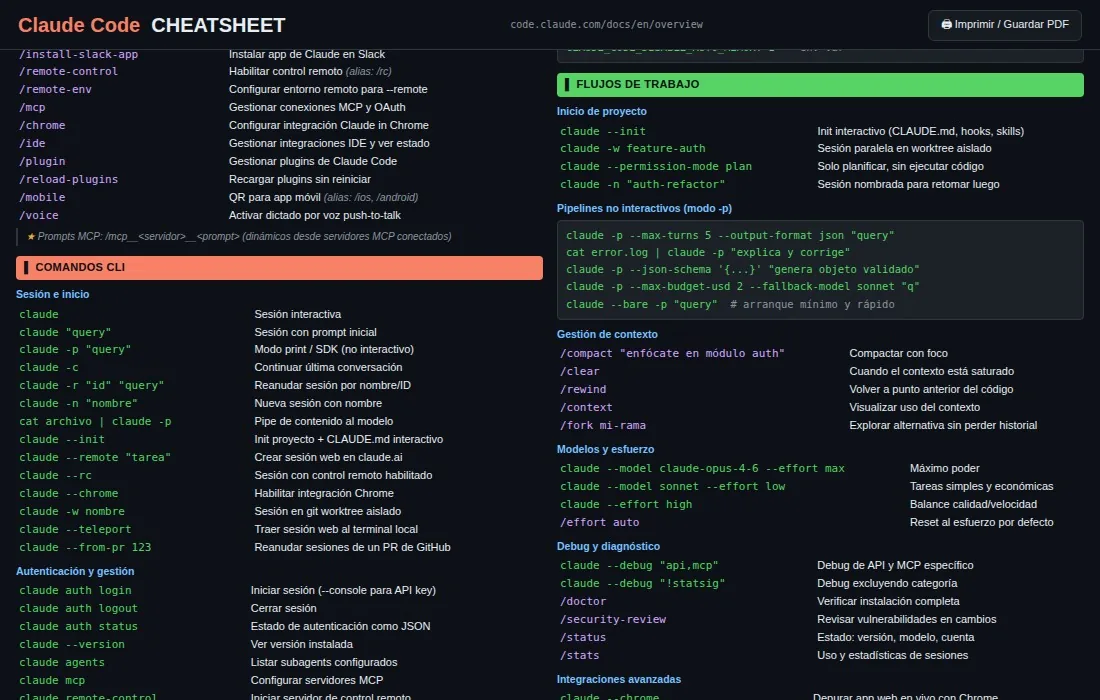 Claude Code CHEATSHEET
code.claude.com/docs/en/overview
Imprimir / Guardar PDF
/install-slack-app Instalar app de Claude en Slack
/remote-control Habilitar control remoto (alias: /rc)
/remote-env Configurar entorno remoto para --remote
/mcp Gestionar conexiones MCP y OAuth
/chrome Configurar integración Claude in Chrome
/ide Gestionar integraciones IDE y ver estado
/plugin Gestionar plugins de Claude Code
/reload-plugins Recargar plugins sin reiniciar
/mobile QR para app móvil (alias: /ios, /android)
/voice Activar dictado por voz push-to-talk
★ Prompts MCP: /mcp__<servidor>__<prompt> (dinámicos desde servidores MCP conectados)
COMANDOS CLI
Sesión e inicio
claude Sesión interactiva
claude "query" Sesión con prompt inicial
claude -p "query" Modo print / SDK (no interactivo)
claude -c Continuar última conversación
claude -r "id" "query" Reanudar sesión por nombre/ID
claude -n "nombre" Nueva sesión con nombre
cat archivo | claude -p Pipe de contenido al modelo
claude --init Init proyecto + CLAUDE.md interactivo
claude --remote "tarea" Crear sesión web en claude.ai
claude --rc Sesión con control remoto habilitado
claude --chrome Habilitar integración Chrome
claude -w nombre Sesión en git worktree aislado
claude --teleport Traer sesión web al terminal local
claude --from-pr 123 Reanudar sesiones de un PR de GitHub
Autenticación y gestión
claude auth login Iniciar sesión (--console para API key)
claude auth logout Cerrar sesión
claude auth status Estado de autenticación como JSON
claude --version Ver versión instalada
claude agents Listar subagents configurados
claude mcp Configurar servidores MCP
claude remote-control Iniciar servidor de control remoto
FLUJOS DE TRABAJO
Inicio de proyecto
claude --init Init interactivo (CLAUDE.md, hooks, skills)
claude -w feature-auth Sesión paralela en worktree aislado
claude --permission-mode plan Solo planificar, sin ejecutar código
claude -n "auth-refactor" Sesión nombrada para retomar luego
Pipelines no interactivos (modo -p)
claude -p --max-turns 5 --output-format json "query"
cat error.log | claude -p "explica y corrige"
claude -p --json-schema '{...}' "genera objeto validado"
claude -p --max-budget-usd 2 --fallback-model sonnet "q"
claude --bare -p "query" # arranque mínimo y rápido
Gestión de contexto
/compact "enfócate en módulo auth" Compactar con foco
/clear Cuando el contexto está saturado
/rewind Volver a punto anterior del código
/context Visualizar uso del contexto
/fork mi-rama Explorar alternativa sin perder historial
Modelos y esfuerzo
claude --model claude-opus-4-6 --effort max Máximo poder
claude --model sonnet --effort low Tareas simples y económicas
claude --effort high Balance calidad/velocidad
/effort auto Reset al esfuerzo por defecto
Debug y diagnóstico
claude --debug "api,mcp" Debug de API y MCP específico
claude --debug "!statsig" Debug excluyendo categoría
/doctor Verificar instalación completa
/security-review Revisar vulnerabilidades en cambios
/status Estado: versión, modelo, cuenta
/stats Uso y estadísticas de sesiones
Integraciones avanzadas
claude --chrome Depurar app web en vivo con Chrome